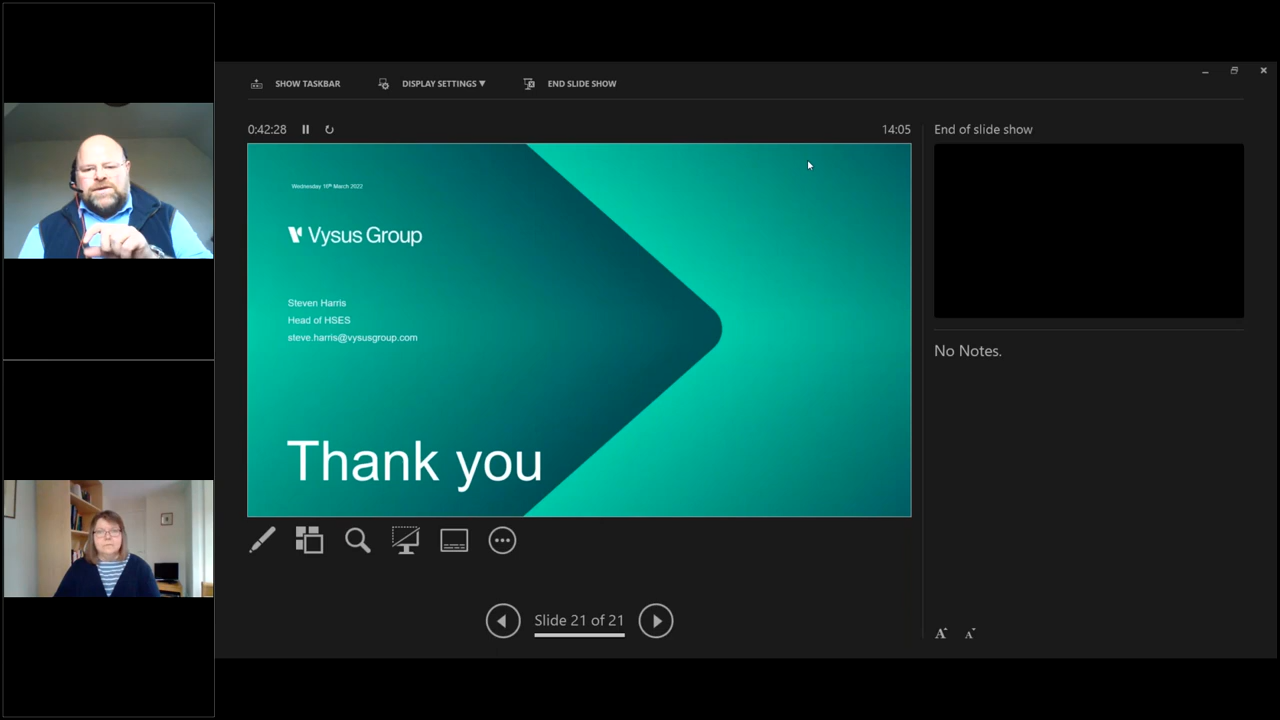 SHOW TASKBAR
DISPLAY SETTINGS ▼
END SLIDE SHOW
0:42:28
14:05
End of slide show
Wednesday 16th March 2022
Vysus Group
Steven Harris
Head of HSES
steve.harris@vysusgroup.com
Thank you
No Notes.
Slide 21 of 21
A A